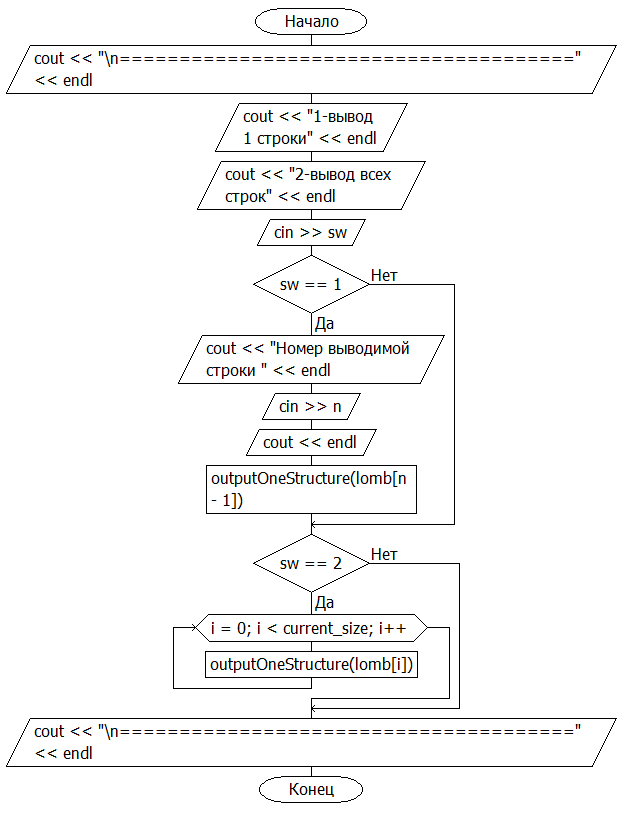 Начало
cout << "\n======================================"
<< endl
cout << "1-вывод
1 строки" << endl
cout << "2-вывод всех
строк" << endl
cin >> sw
sw == 1
Нет
Да
cout << "Номер выводимой
строки " << endl
cin >> n
cout << endl
outputOneStructure(lomb[n
- 1])
sw == 2
Нет
Да
i = 0; i < current_size; i++
outputOneStructure(lomb[i])
cout << "\n======================================"
<< endl
Конец